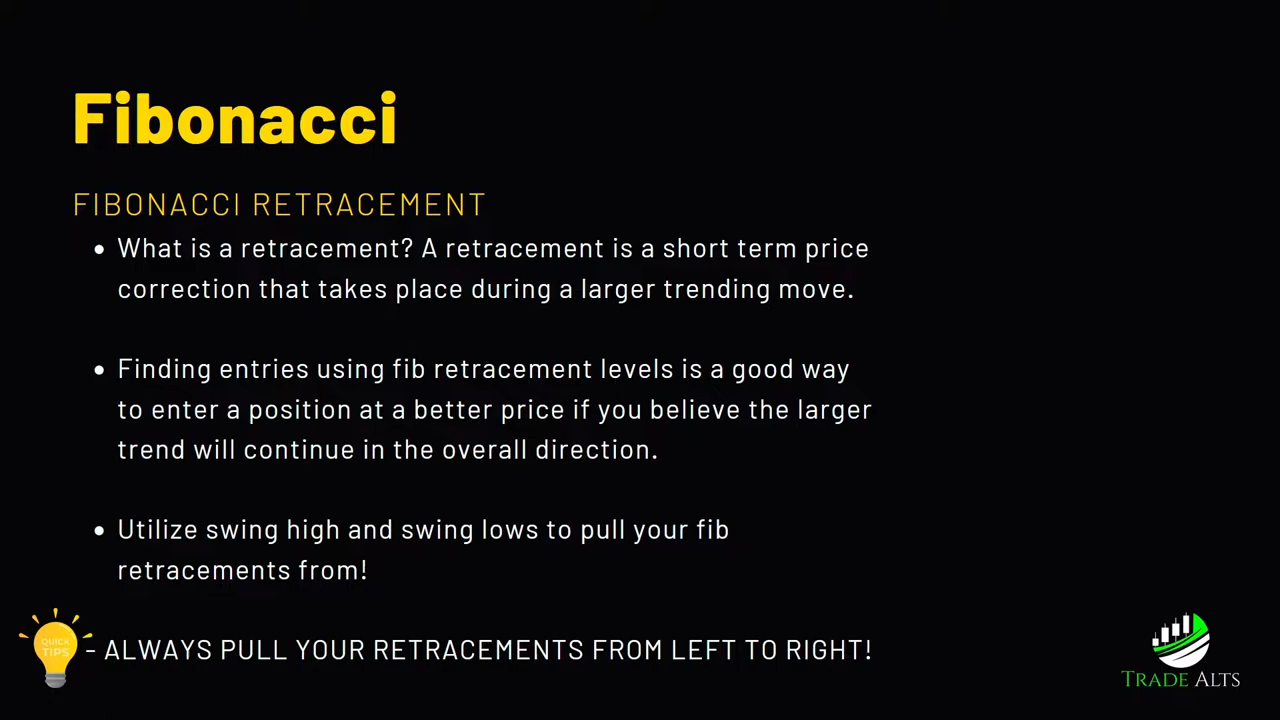 Fibonacci
FIBONACCI RETRACEMENT
• What is a retracement? A retracement is a short term price
correction that takes place during a larger trending move.
• Finding entries using fib retracement levels is a good way
to enter a position at a better price if you believe the larger
trend will continue in the overall direction.
• Utilize swing high and swing lows to pull your fib
retracements from!
QUICK
TIPS
- ALWAYS PULL YOUR RETRACEMENTS FROM LEFT TO RIGHT!
TRADE ALTS